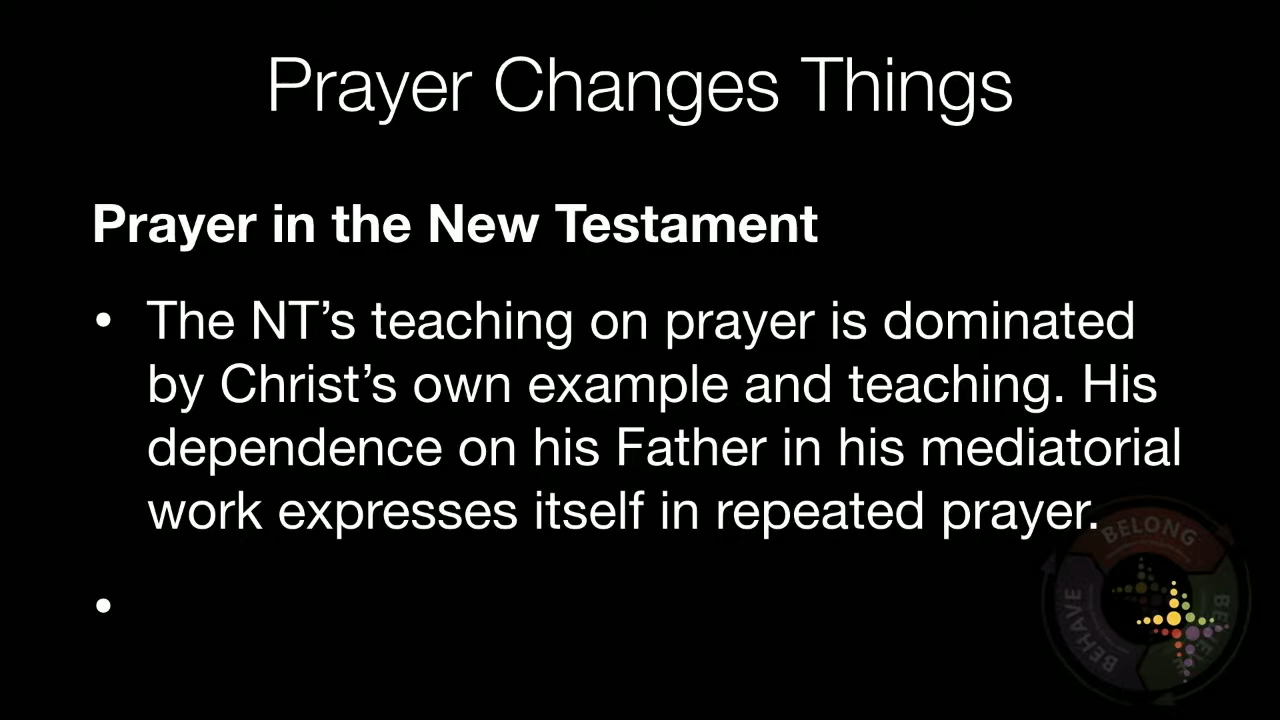 Prayer Changes Things
Prayer in the New Testament
• The NT’s teaching on prayer is dominated
by Christ’s own example and teaching. His
dependence on his Father in his mediatorial
work expresses itself in repeated prayer.
•
BELONG
BEHAVE